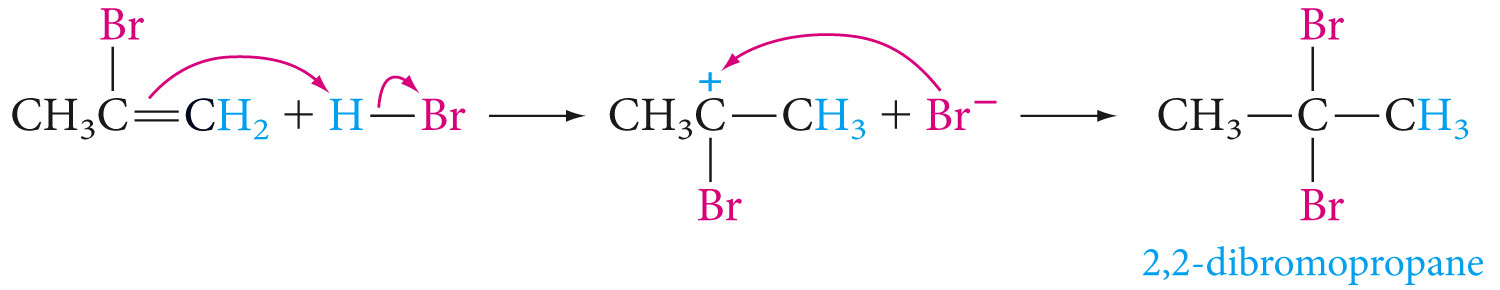 Br Br
CH₃C=CH₂ + H—Br ⟶ CH₃C⁺—CH₃ + Br⁻ ⟶ CH₃—C—CH₃
Br Br
2,2-dibromopropane